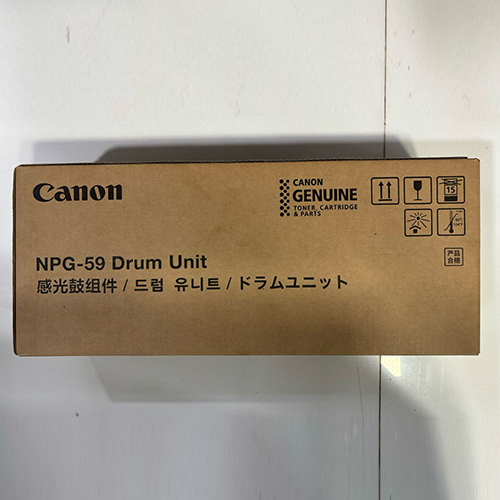 Canon
CANON
GENUINE
TONER, CARTRIDGE
& PARTS
15
NPG-59 Drum Unit
感光鼓组件 / 드럼 유니트 / ドラムユニット
产品
合格